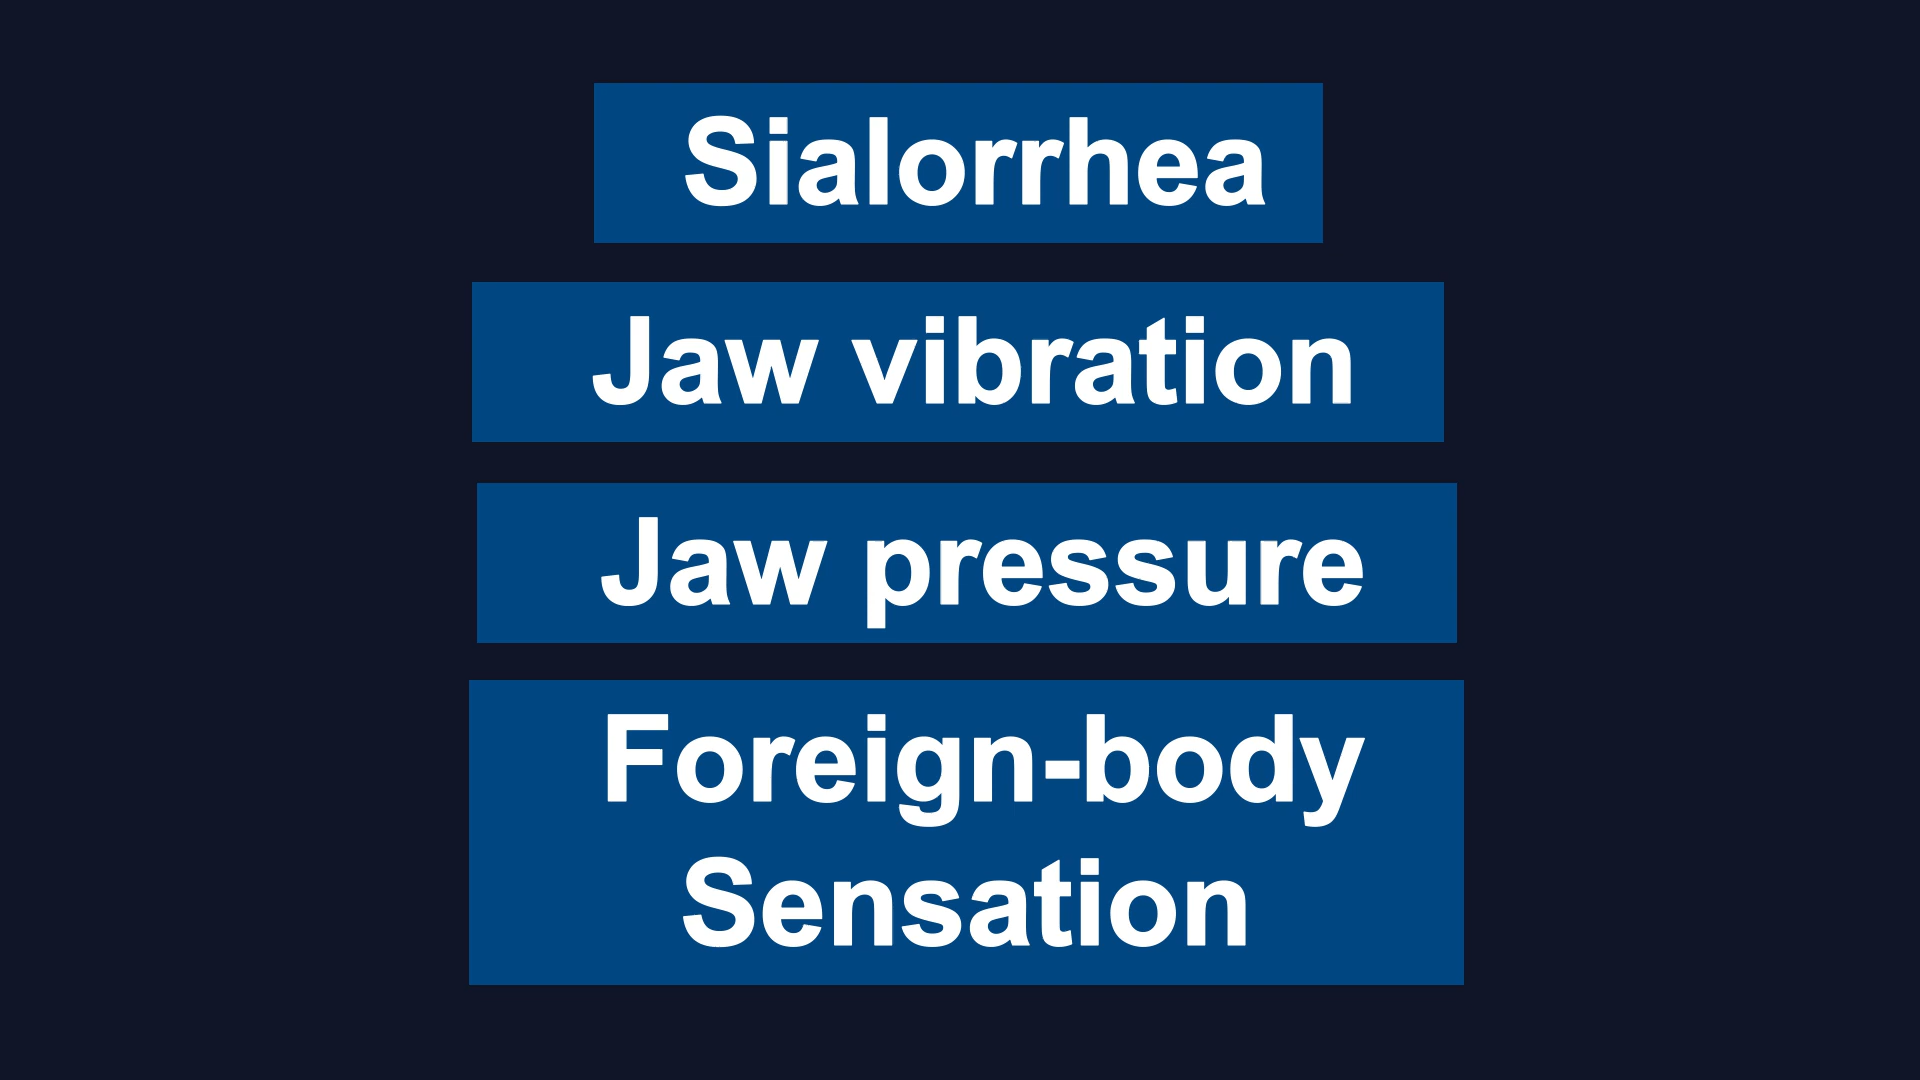 Sialorrhea
Jaw vibration
Jaw pressure
Foreign-body
Sensation